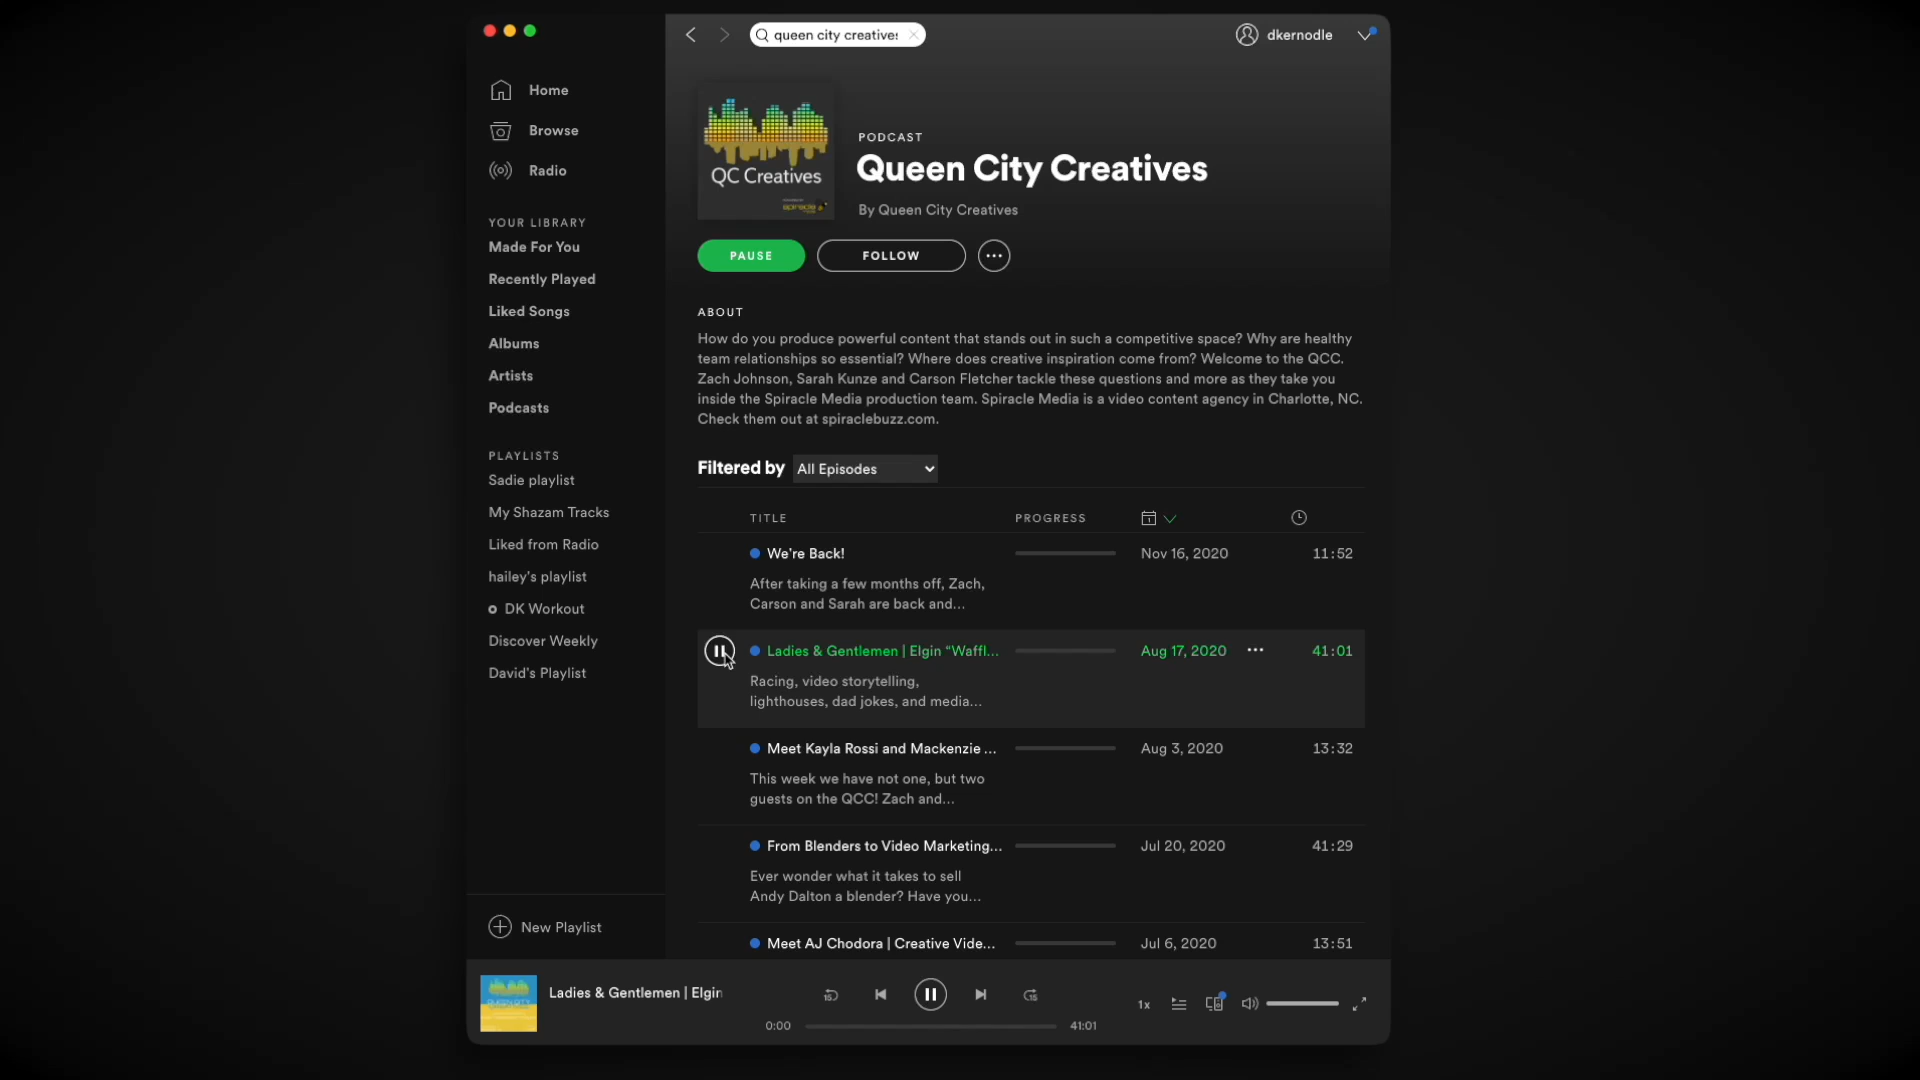 queen city creatives
dkernodle
Home
Browse
Radio
YOUR LIBRARY
Made For You
Recently Played
Liked Songs
Albums
Artists
Podcasts
PLAYLISTS
Sadie playlist
My Shazam Tracks
Liked from Radio
hailey's playlist
DK Workout
Discover Weekly
David's Playlist
New Playlist
QC Creatives
PODCAST
Queen City Creatives
By Queen City Creatives
PAUSE
FOLLOW
ABOUT
How do you produce powerful content that stands out in such a competitive space? Why are healthy
team relationships so essential? Where does creative inspiration come from? Welcome to the QCC.
Zach Johnson, Sarah Kunze and Carson Fletcher tackle these questions and more as they take you
inside the Spiracle Media production team. Spiracle Media is a video content agency in Charlotte, NC.
Check them out at spiraclebuzz.com.
Filtered by All Episodes
TITLE PROGRESS
We're Back! Nov 16, 2020 11:52
After taking a few months off, Zach,
Carson and Sarah are back and...
Ladies & Gentlemen | Elgin “Waffl... Aug 17, 2020 41:01
Racing, video storytelling,
lighthouses, dad jokes, and media...
Meet Kayla Rossi and Mackenzie ... Aug 3, 2020 13:32
This week we have not one, but two
guests on the QCC! Zach and...
From Blenders to Video Marketing... Jul 20, 2020 41:29
Ever wonder what it takes to sell
Andy Dalton a blender? Have you...
Meet AJ Chodora | Creative Vide... Jul 6, 2020 13:51
Ladies & Gentlemen | Elgin
15
15
1x
0:00 41:01